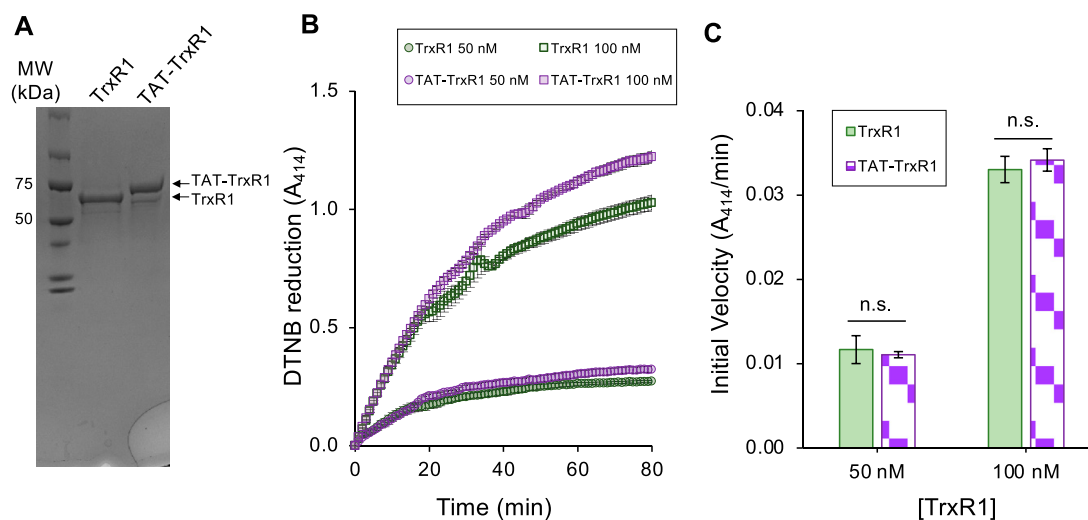 A
MW
(kDa)
TrxR1
TAT-TrxR1
75
50
TAT-TrxR1
TrxR1
B
TrxR1 50 nM
TrxR1 100 nM
TAT-TrxR1 50 nM
TAT-TrxR1 100 nM
DTNB reduction (A414)
1.5
1.0
0.5
0.0
0
20
40
60
80
Time (min)
C
TrxR1
TAT-TrxR1
n.s.
n.s.
Initial Velocity (A414/min)
0.04
0.03
0.02
0.01
0.00
50 nM
100 nM
[TrxR1]